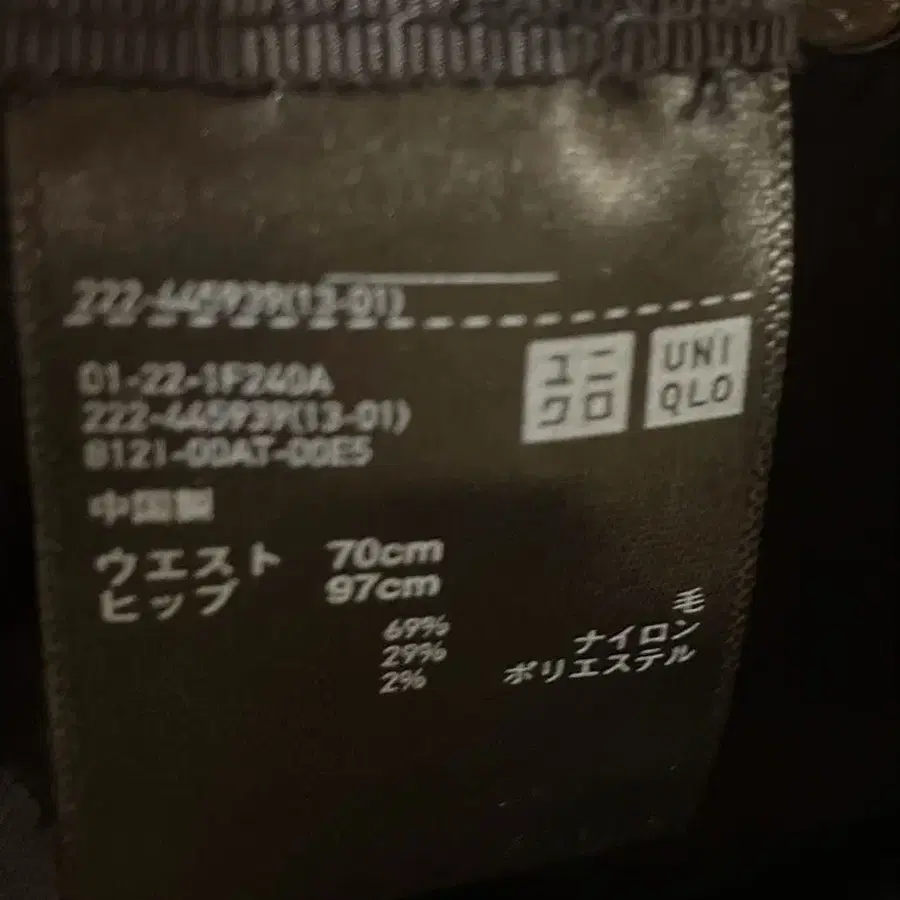 222-445939(13-01)
01-22-1F240A
222-445939(13-01)
8121-00AT-00E5
ユニ
クロ
UNI
QLO
中国製
ウエスト 70cm
ヒップ 97cm
69% 毛
29% ナイロン
2% ポリエステル